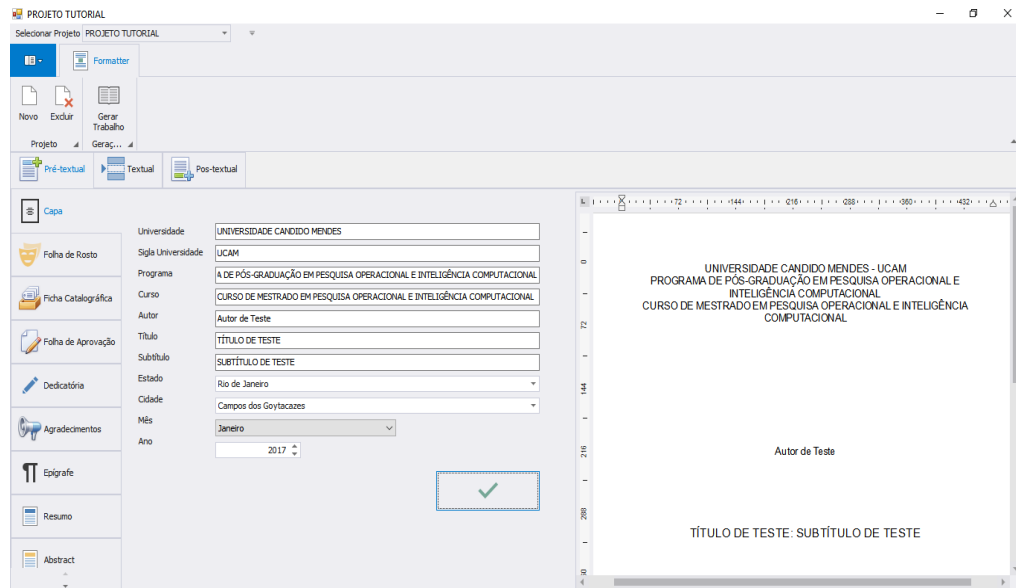 PROJETO TUTORIAL
Selecionar Projeto PROJETO TUTORIAL
Formatter
Novo Excluir Gerar Trabalho
Projeto Geraç...
Pré-textual Textual Pos-textual
Capa
Folha de Rosto
Ficha Catalográfica
Folha de Aprovação
Dedicatória
Agradecimentos
Epígrafe
Resumo
Abstract
Universidade UNIVERSIDADE CANDIDO MENDES
Sigla Universidade UCAM
Programa A DE PÓS-GRADUAÇÃO EM PESQUISA OPERACIONAL E INTELIGÊNCIA COMPUTACIONAL
Curso CURSO DE MESTRADO EM PESQUISA OPERACIONAL E INTELIGÊNCIA COMPUTACIONAL
Autor Autor de Teste
Título TÍTULO DE TESTE
Subtítulo SUBTÍTULO DE TESTE
Estado Rio de Janeiro
Cidade Campos dos Goytacazes
Mês Janeiro
Ano 2017
L 72 144 216 288 360 432
0
72
144
216
288
UNIVERSIDADE CANDIDO MENDES - UCAM
PROGRAMA DE PÓS-GRADUAÇÃO EM PESQUISA OPERACIONAL E
INTELIGÊNCIA COMPUTACIONAL
CURSO DE MESTRADO EM PESQUISA OPERACIONAL E INTELIGÊNCIA
COMPUTACIONAL
Autor de Teste
TÍTULO DE TESTE: SUBTÍTULO DE TESTE